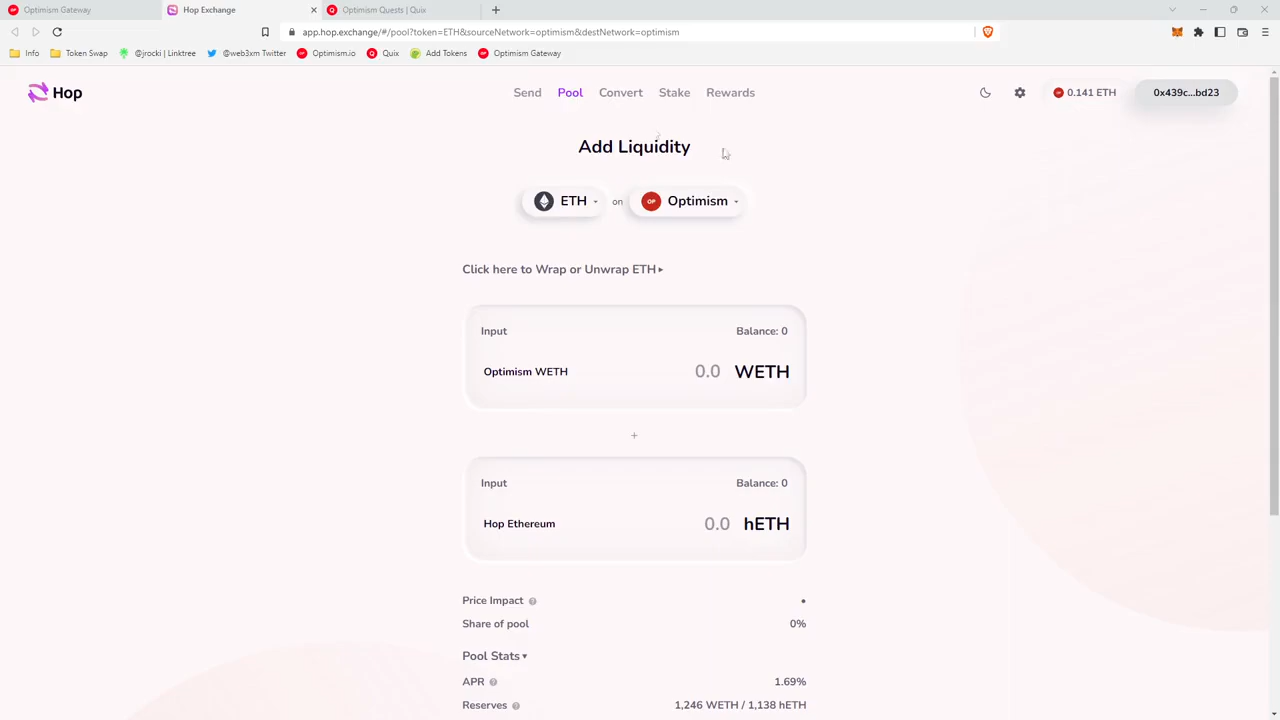 Optimism Gateway
Hop Exchange
Optimism Quests | Quix
app.hop.exchange/#/pool?token=ETH&sourceNetwork=optimism&destNetwork=optimism
Info
Token Swap
@jrocki | Linktree
@web3xm Twitter
Optimism.io
Quix
Add Tokens
Optimism Gateway
Hop
Send
Pool
Convert
Stake
Rewards
OP 0.141 ETH
0x439c...bd23
Add Liquidity
ETH on OP Optimism
Click here to Wrap or Unwrap ETH
Input Balance: 0
Optimism WETH 0.0 WETH
+
Input Balance: 0
Hop Ethereum 0.0 hETH
Price Impact ?
Share of pool 0%
Pool Stats
APR ? 1.69%
Reserves ? 1,246 WETH / 1,138 hETH